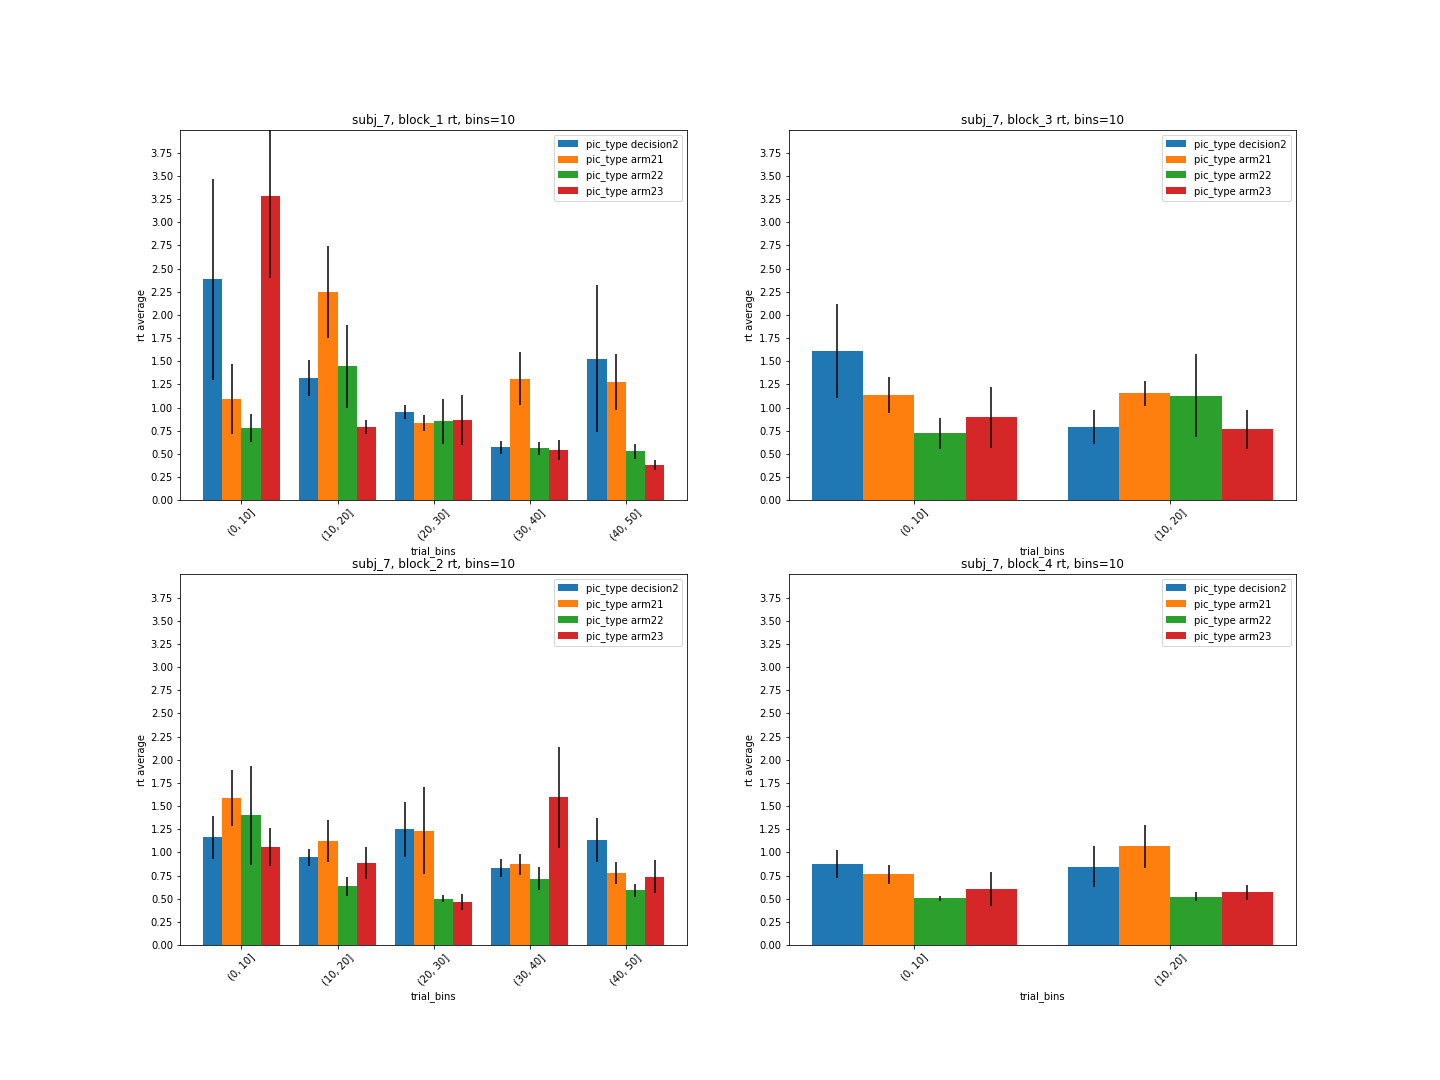 subj_7, block_1 rt, bins=10
pic_type decision2
pic_type arm21
pic_type arm22
pic_type arm23
3.75
3.50
3.25
3.00
2.75
2.50
2.25
2.00
1.75
1.50
1.25
1.00
0.75
0.50
0.25
0.00
rt average
(0, 10]
(10, 20]
(20, 30]
(30, 40]
(40, 50]
trial_bins
subj_7, block_3 rt, bins=10
pic_type decision2
pic_type arm21
pic_type arm22
pic_type arm23
3.75
3.50
3.25
3.00
2.75
2.50
2.25
2.00
1.75
1.50
1.25
1.00
0.75
0.50
0.25
0.00
rt average
(0, 10]
(10, 20]
trial_bins
subj_7, block_2 rt, bins=10
pic_type decision2
pic_type arm21
pic_type arm22
pic_type arm23
3.75
3.50
3.25
3.00
2.75
2.50
2.25
2.00
1.75
1.50
1.25
1.00
0.75
0.50
0.25
0.00
rt average
(0, 10]
(10, 20]
(20, 30]
(30, 40]
(40, 50]
trial_bins
subj_7, block_4 rt, bins=10
pic_type decision2
pic_type arm21
pic_type arm22
pic_type arm23
3.75
3.50
3.25
3.00
2.75
2.50
2.25
2.00
1.75
1.50
1.25
1.00
0.75
0.50
0.25
0.00
rt average
(0, 10]
(10, 20]
trial_bins